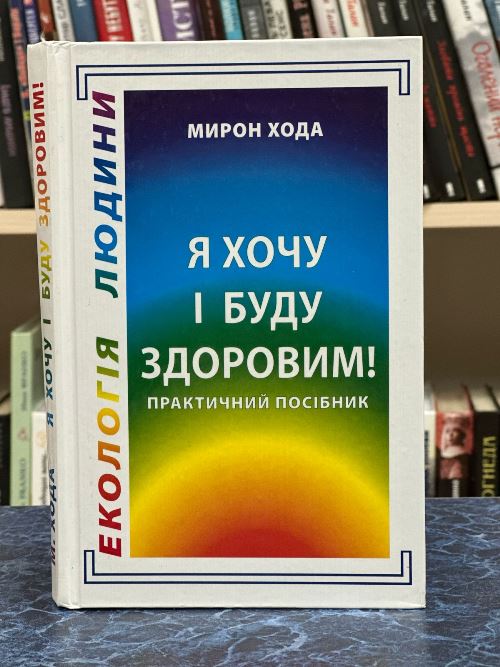 МИРОН ХОДА
Я ХОЧУ
І БУДУ
ЗДОРОВИМ!
ПРАКТИЧНИЙ ПОСІБНИК
ЕКОЛОГІЯ ЛЮДИНИ
М. ХОДА Я ХОЧУ І БУДУ ЗДОРОВИМ!